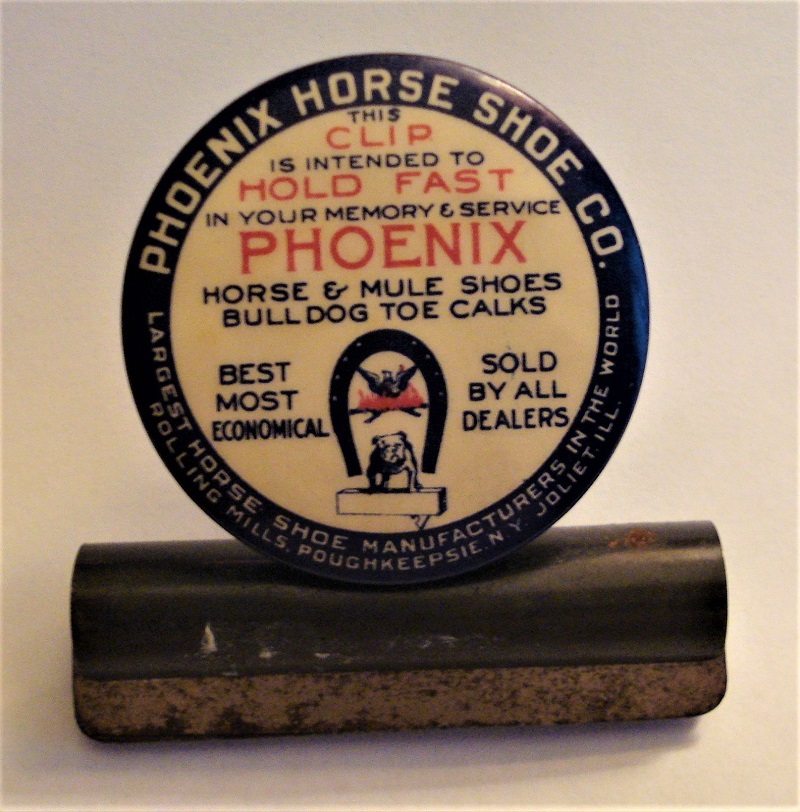 PHOENIX HORSE SHOE CO.
THIS
CLIP
IS INTENDED TO
HOLD FAST
IN YOUR MEMORY & SERVICE
PHOENIX
HORSE & MULE SHOES
BULLDOG TOE CALKS
BEST
MOST
ECONOMICAL
SOLD
BY ALL
DEALERS
LARGEST HORSE SHOE MANUFACTURERS IN THE WORLD
ROLLING MILLS, POUGHKEEPSIE, N.Y. JOLIET, ILL.